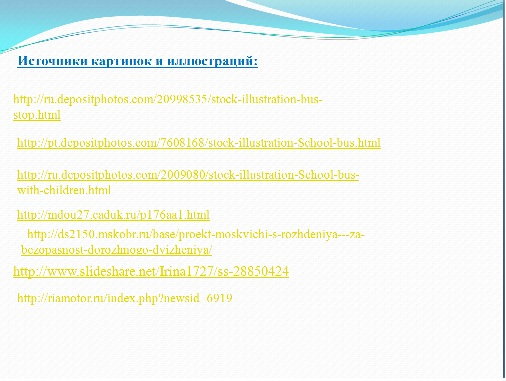 Источники картинок и иллюстраций:
http://ru.depositphotos.com/20998535/stock-illustration-bus-
stop.html
http://pt.depositphotos.com/7608168/stock-illustration-School-bus.html
http://ru.depositphotos.com/2009080/stock-illustration-School-bus-
with-children.html
http://mdou27.caduk.ru/p176aa1.html
http://ds2150.mskobr.ru/base/proekt-moskvichi-s-rozhdeniya---za-
bezopasnost-dorozhnogo-dvizheniya/
http://www.slideshare.net/Irina1727/ss-28850424
http://riamotor.ru/index.php?newsid=6919